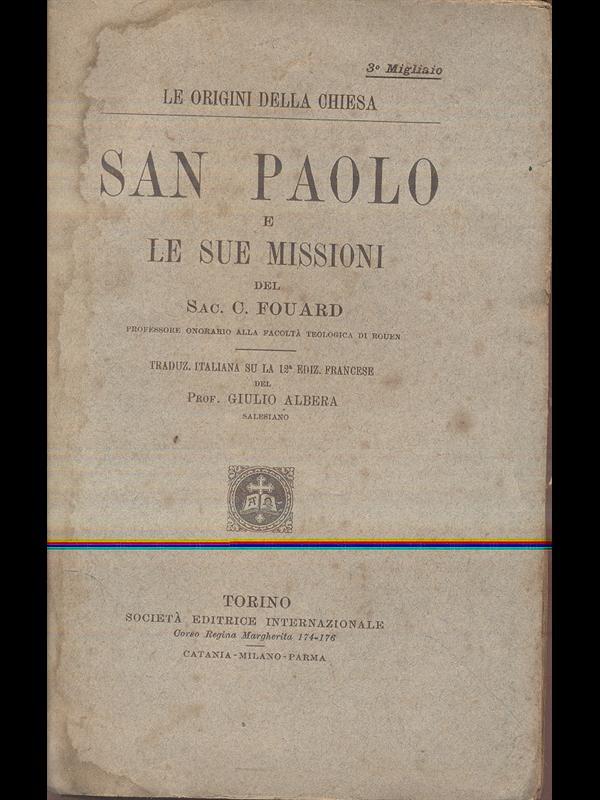 3º Migliaio
LE ORIGINI DELLA CHIESA
SAN PAOLO
E
LE SUE MISSIONI
DEL
SAC. C. FOUARD
PROFESSORE ONORARIO ALLA FACOLTÀ TEOLOGICA DI ROUEN
TRADUZ. ITALIANA SU LA 12ª EDIZ. FRANCESE
DEL
PROF. GIULIO ALBERA
SALESIANO
A Ω
TORINO
SOCIETÀ EDITRICE INTERNAZIONALE
Corso Regina Margherita 174-176
CATANIA - MILANO - PARMA